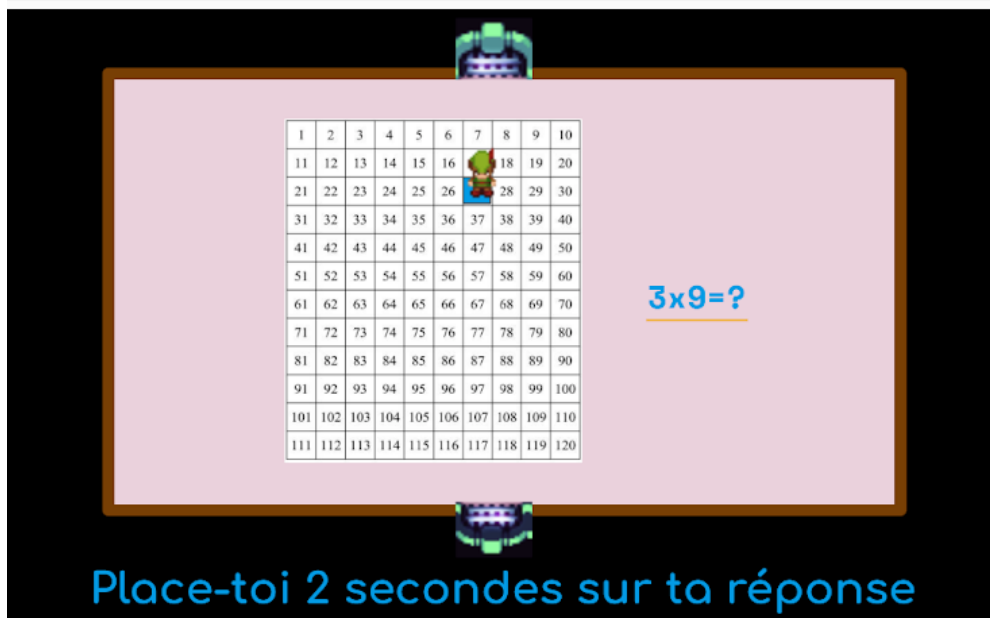 1 2 3 4 5 6 7 8 9 10
11 12 13 14 15 16 18 19 20
21 22 23 24 25 26 28 29 30
31 32 33 34 35 36 37 38 39 40
41 42 43 44 45 46 47 48 49 50
51 52 53 54 55 56 57 58 59 60
61 62 63 64 65 66 67 68 69 70
71 72 73 74 75 76 77 78 79 80
81 82 83 84 85 86 87 88 89 90
91 92 93 94 95 96 97 98 99 100
101 102 103 104 105 106 107 108 109 110
111 112 113 114 115 116 117 118 119 120
3x9=?
Place-toi 2 secondes sur ta réponse